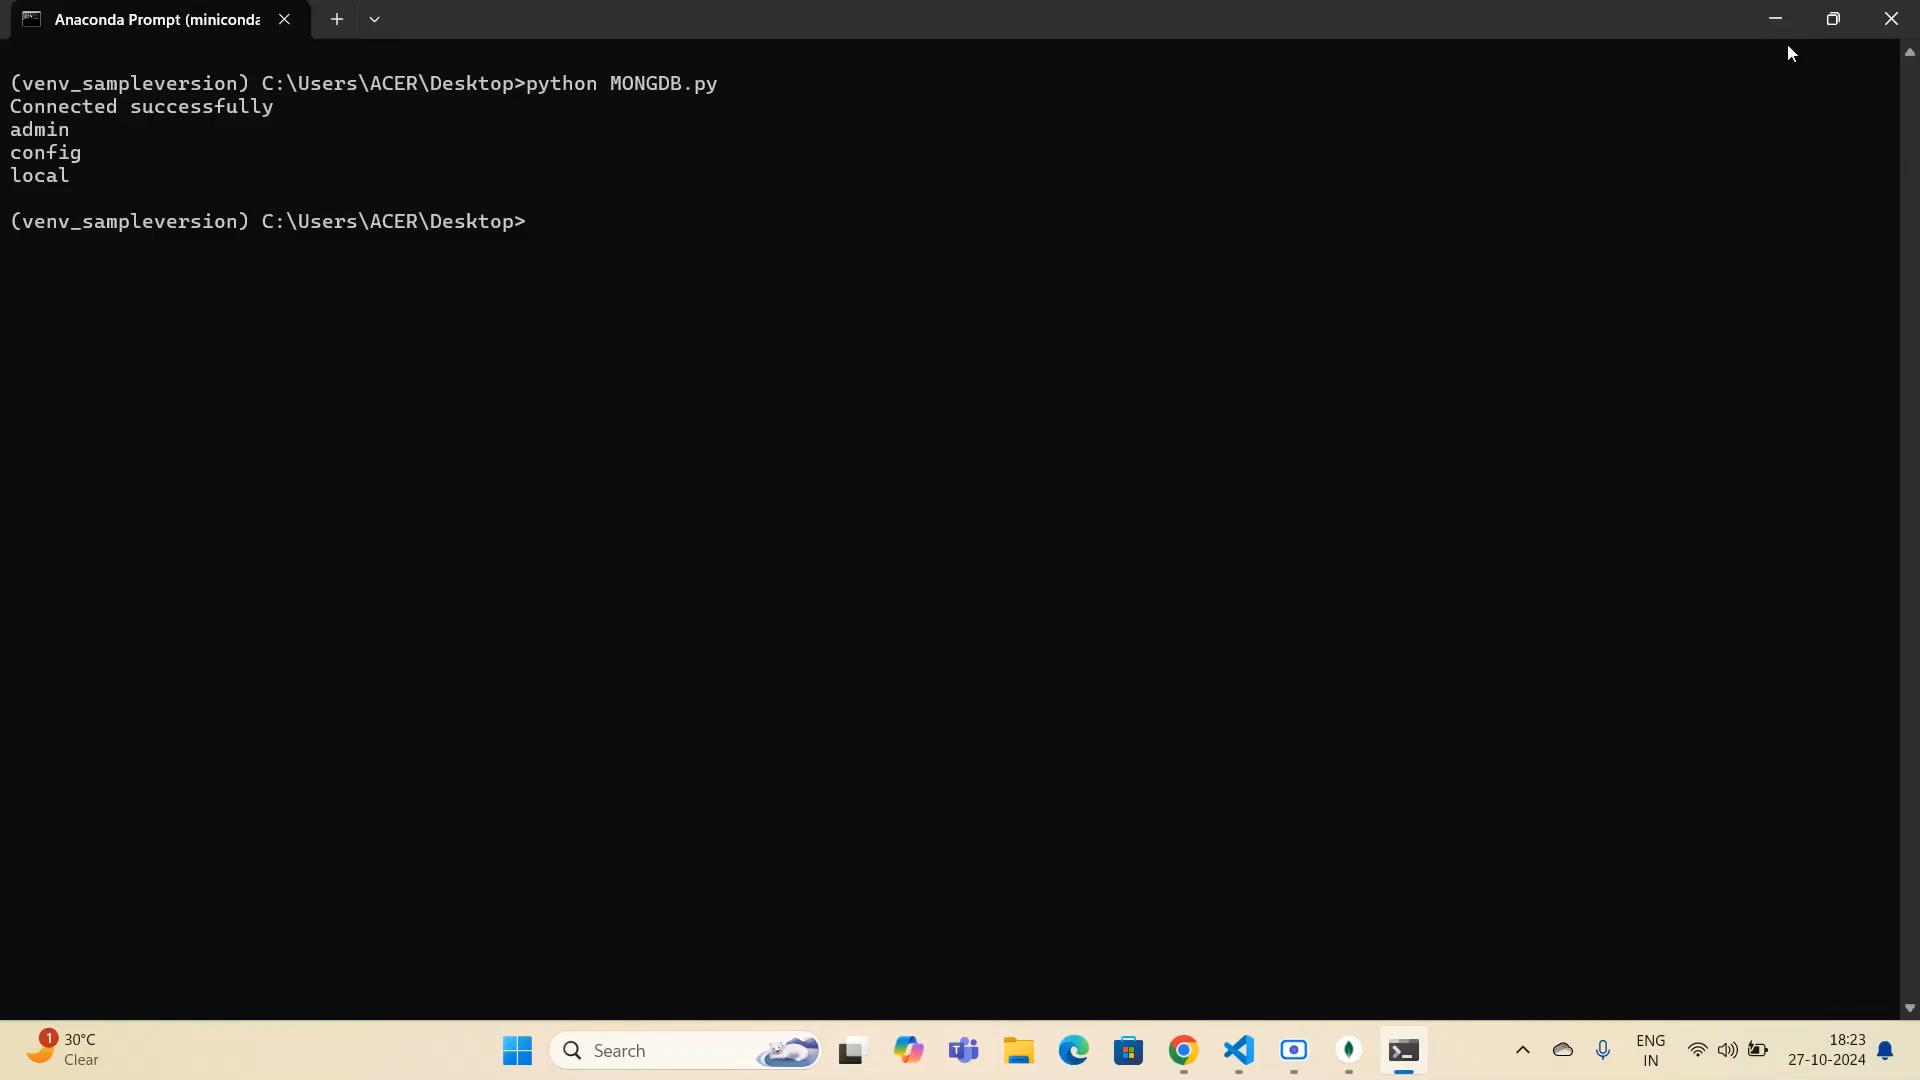 Anaconda Prompt (miniconda
(venv_sampleversion) C:\Users\ACER\Desktop>python MONGDB.py
Connected successfully
admin
config
local
(venv_sampleversion) C:\Users\ACER\Desktop>
1
30°C
Clear
Search
ENG
IN
18:23
27-10-2024